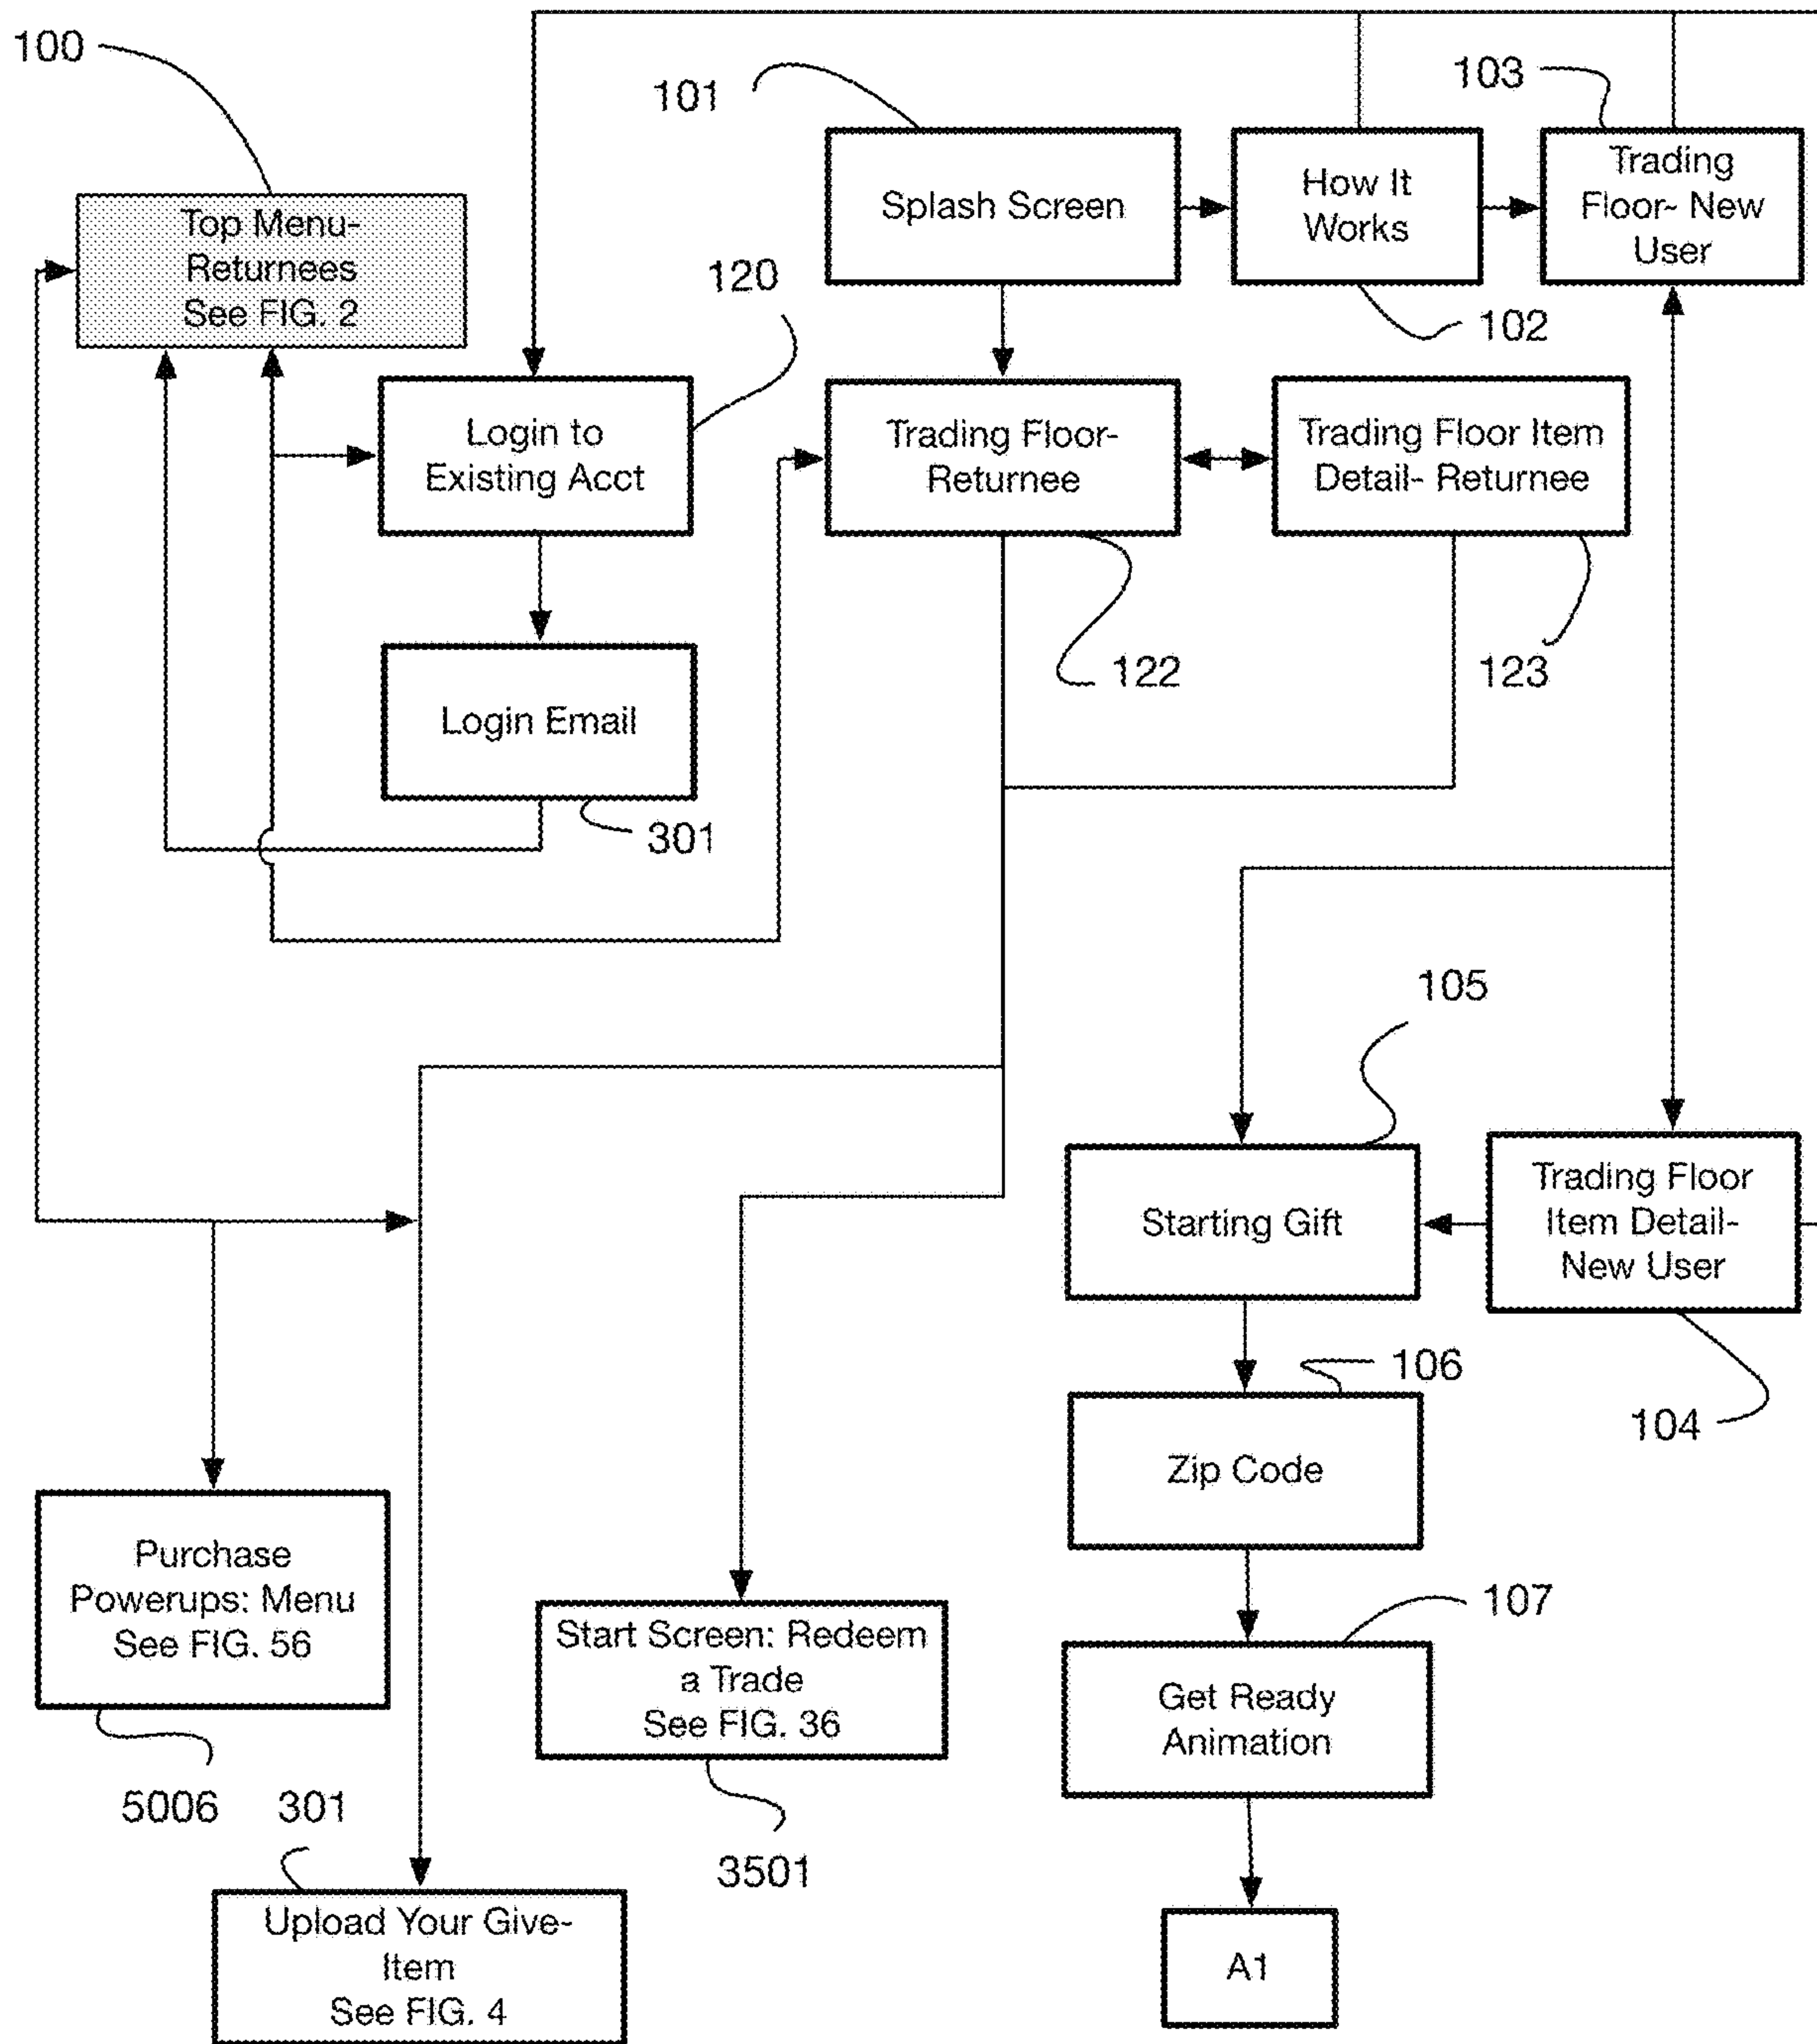 100
101
103
Top Menu-
Returnees
See FIG. 2
Splash Screen
How It
Works
Trading
Floor- New
User
120
102
Login to
Existing Acct
Trading Floor-
Returnee
Trading Floor Item
Detail- Returnee
122
123
Login Email
301
105
Starting Gift
Trading Floor
Item Detail-
New User
106
104
Zip Code
Purchase
Powerups: Menu
See FIG. 56
Start Screen: Redeem
a Trade
See FIG. 36
107
Get Ready
Animation
5006
301
3501
Upload Your Give-
Item
See FIG. 4
A1